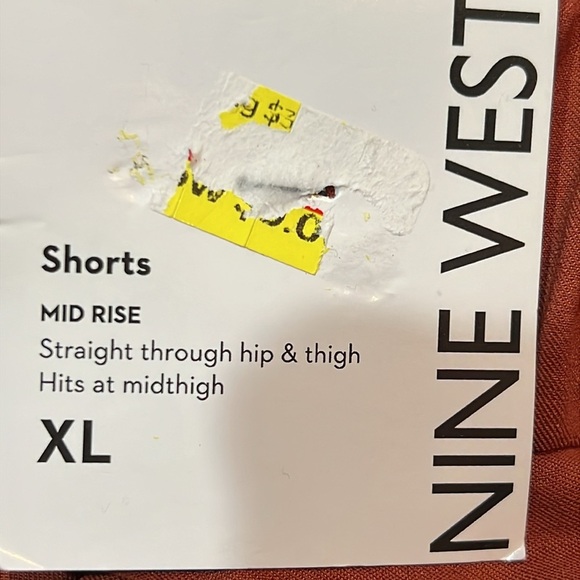 Shorts
MID RISE
Straight through hip & thigh
Hits at midthigh
XL
NINE WEST